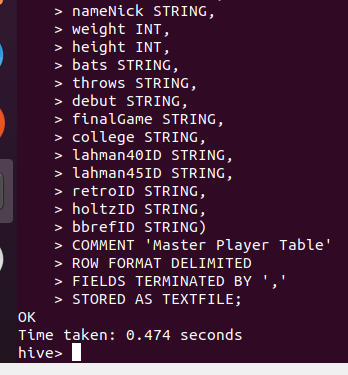 > nameNick STRING,
> weight INT,
> height INT,
> bats STRING,
> throws STRING,
> debut STRING,
> finalGame STRING,
> college STRING,
> lahman40ID STRING,
> lahman45ID STRING,
> retroID STRING,
> holtzID STRING,
> bbrefID STRING)
> COMMENT 'Master Player Table'
> ROW FORMAT DELIMITED
> FIELDS TERMINATED BY ','
> STORED AS TEXTFILE;
OK
Time taken: 0.474 seconds
hive>